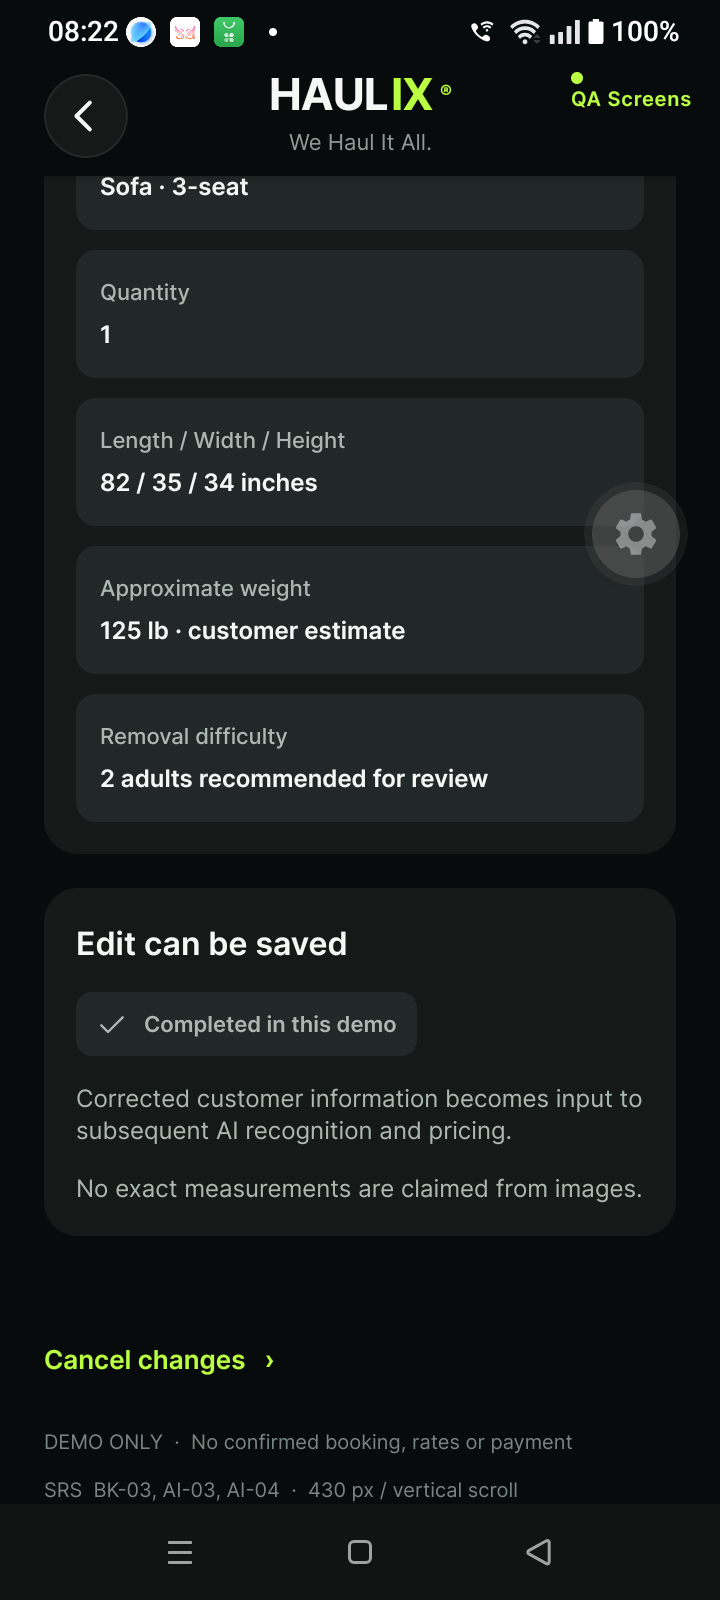 08:22
100%
HAULIX ®
QA Screens
We Haul It All.
Sofa · 3-seat
Quantity
1
Length / Width / Height
82 / 35 / 34 inches
Approximate weight
125 lb · customer estimate
Removal difficulty
2 adults recommended for review
Edit can be saved
Completed in this demo
Corrected customer information becomes input to
subsequent AI recognition and pricing.
No exact measurements are claimed from images.
Cancel changes ›
DEMO ONLY · No confirmed booking, rates or payment
SRS BK-03, AI-03, AI-04 · 430 px / vertical scroll